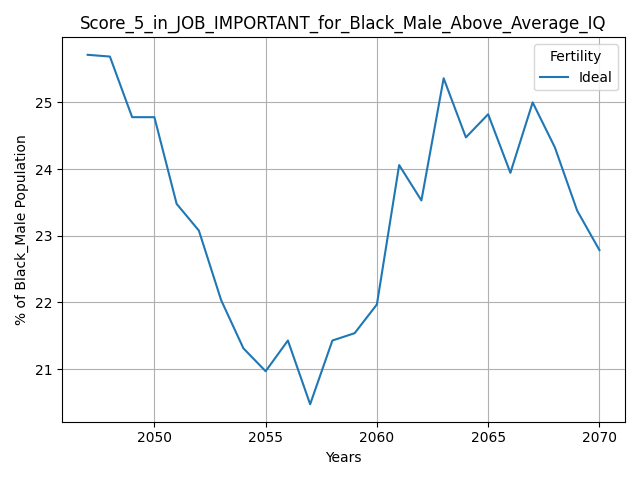 Score_5_in_JOB_IMPORTANT_for_Black_Male_Above_Average_IQ
Fertility
Ideal
25
24
23
22
21
% of Black_Male Population
2050 2055 2060 2065 2070
Years